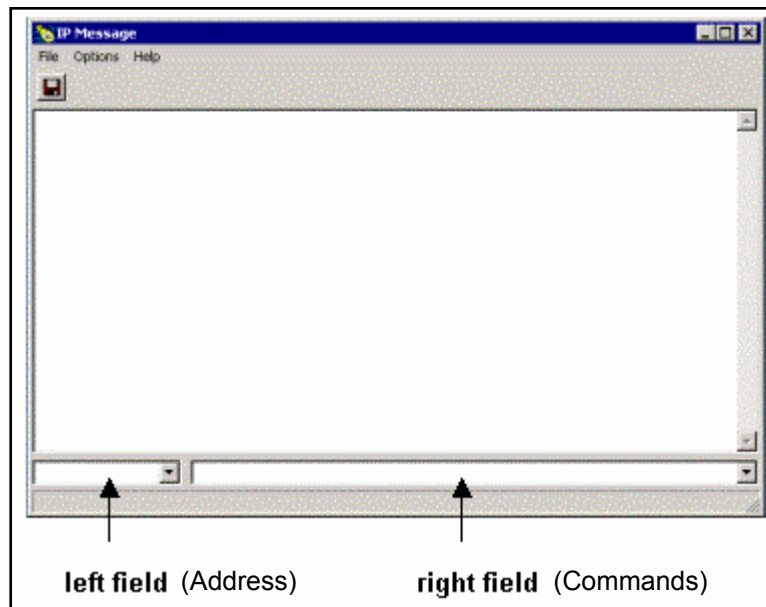 IP Message
File Options Help
left field (Address) right field (Commands)